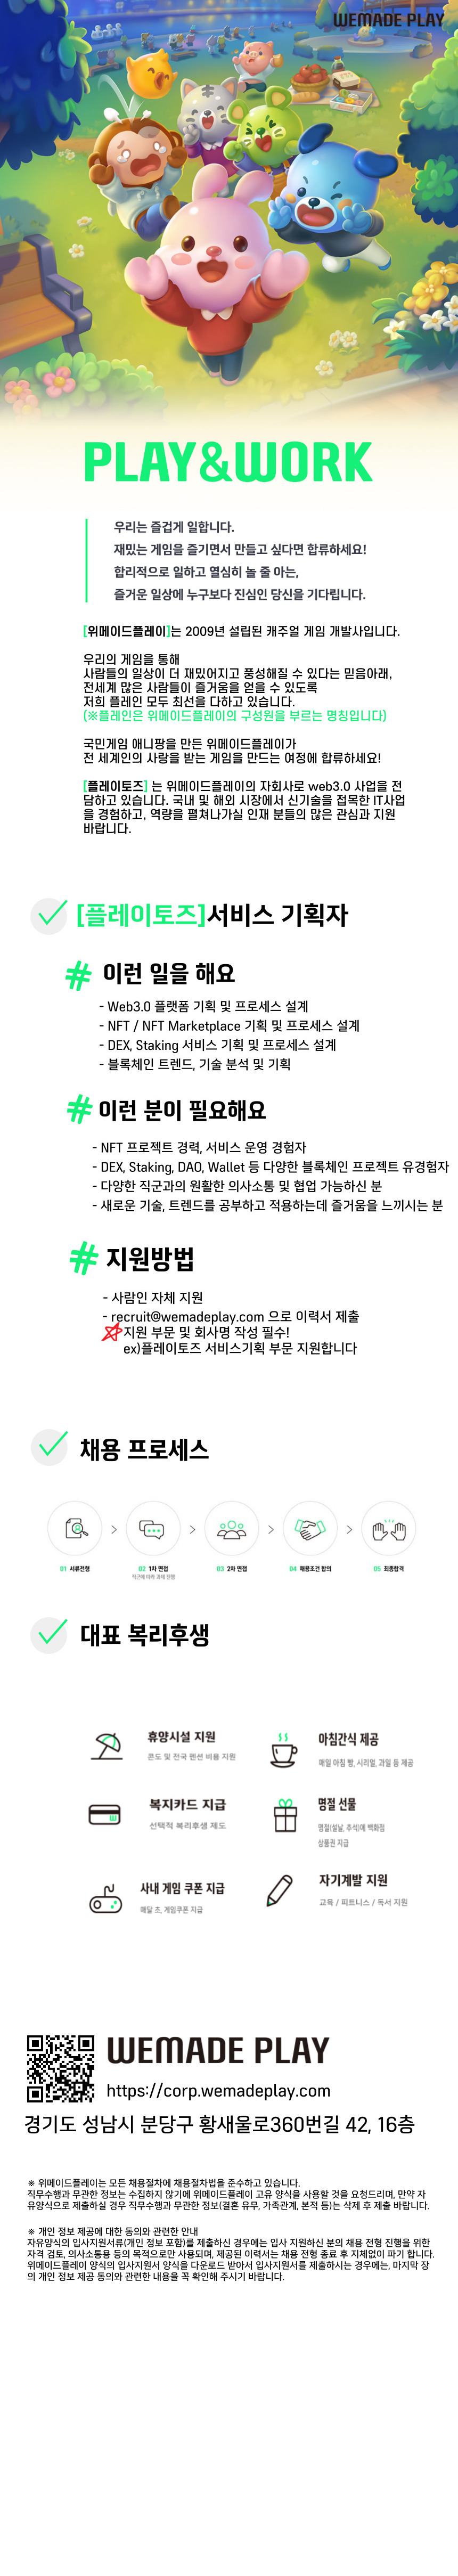 WEMADE PLAY
PLAY&WORK
우리는 즐겁게 일합니다.
재밌는 게임을 즐기면서 만들고 싶다면 합류하세요!
합리적으로 일하고 열심히 놀 줄 아는,
즐거운 일상에 누구보다 진심인 당신을 기다립니다.
[위메이드플레이]는 2009년 설립된 캐주얼 게임 개발사입니다.
우리의 게임을 통해
사람들의 일상이 더 재밌어지고 풍성해질 수 있다는 믿음아래,
전세계 많은 사람들이 즐거움을 얻을 수 있도록
저희 플레인 모두 최선을 다하고 있습니다.
(※플레인은 위메이드플레이의 구성원을 부르는 명칭입니다)
국민게임 애니팡을 만든 위메이드플레이가
전 세계인의 사랑을 받는 게임을 만드는 여정에 합류하세요!
[플레이토즈] 는 위메이드플레이의 자회사로 web3.0 사업을 전
담하고 있습니다. 국내 및 해외 시장에서 신기술을 접목한 IT사업
을 경험하고, 역량을 펼쳐나가실 인재 분들의 많은 관심과 지원
바랍니다.
[플레이토즈]서비스 기획자
# 이런 일을 해요
- Web3.0 플랫폼 기획 및 프로세스 설계
- NFT / NFT Marketplace 기획 및 프로세스 설계
- DEX, Staking 서비스 기획 및 프로세스 설계
- 블록체인 트렌드, 기술 분석 및 기획
# 이런 분이 필요해요
- NFT 프로젝트 경력, 서비스 운영 경험자
- DEX, Staking, DAO, Wallet 등 다양한 블록체인 프로젝트 유경험자
- 다양한 직군과의 원활한 의사소통 및 협업 가능하신 분
- 새로운 기술, 트렌드를 공부하고 적용하는데 즐거움을 느끼시는 분
# 지원방법
- 사람인 자체 지원
- recruit@wemadeplay.com 으로 이력서 제출
지원 부문 및 회사명 작성 필수!
ex)플레이토즈 서비스기획 부문 지원합니다
채용 프로세스
01 서류전형
02 1차 면접
직군에 따라 과제 진행
03 2차 면접
04 채용조건 합의
05 최종합격
대표 복리후생
휴양시설 지원
콘도 및 전국 펜션 비용 지원
아침간식 제공
매일 아침 빵, 시리얼, 과일 등 제공
복지카드 지급
선택적 복리후생 제도
명절 선물
명절(설날, 추석)에 백화점
상품권 지급
사내 게임 쿠폰 지급
매달 초, 게임쿠폰 지급
자기계발 지원
교육 / 피트니스 / 독서 지원
WEMADE PLAY
https://corp.wemadeplay.com
경기도 성남시 분당구 황새울로360번길 42, 16층
※ 위메이드플레이는 모든 채용절차에 채용절차법을 준수하고 있습니다.
직무수행과 무관한 정보는 수집하지 않기에 위메이드플레이 고유 양식을 사용할 것을 요청드리며, 만약 자
유양식으로 제출하실 경우 직무수행과 무관한 정보(결혼 유무, 가족관계, 본적 등)는 삭제 후 제출 바랍니다.
※ 개인 정보 제공에 대한 동의와 관련한 안내
자유양식의 입사지원서류(개인 정보 포함)를 제출하신 경우에는 입사 지원하신 분의 채용 전형 진행을 위한
자격 검토, 의사소통용 등의 목적으로만 사용되며, 제공된 이력서는 채용 전형 종료 후 지체없이 파기 합니다.
위메이드플레이 양식의 입사지원서 양식을 다운로드 받아서 입사지원서를 제출하시는 경우에는, 마지막 장
의 개인 정보 제공 동의와 관련한 내용을 꼭 확인해 주시기 바랍니다.